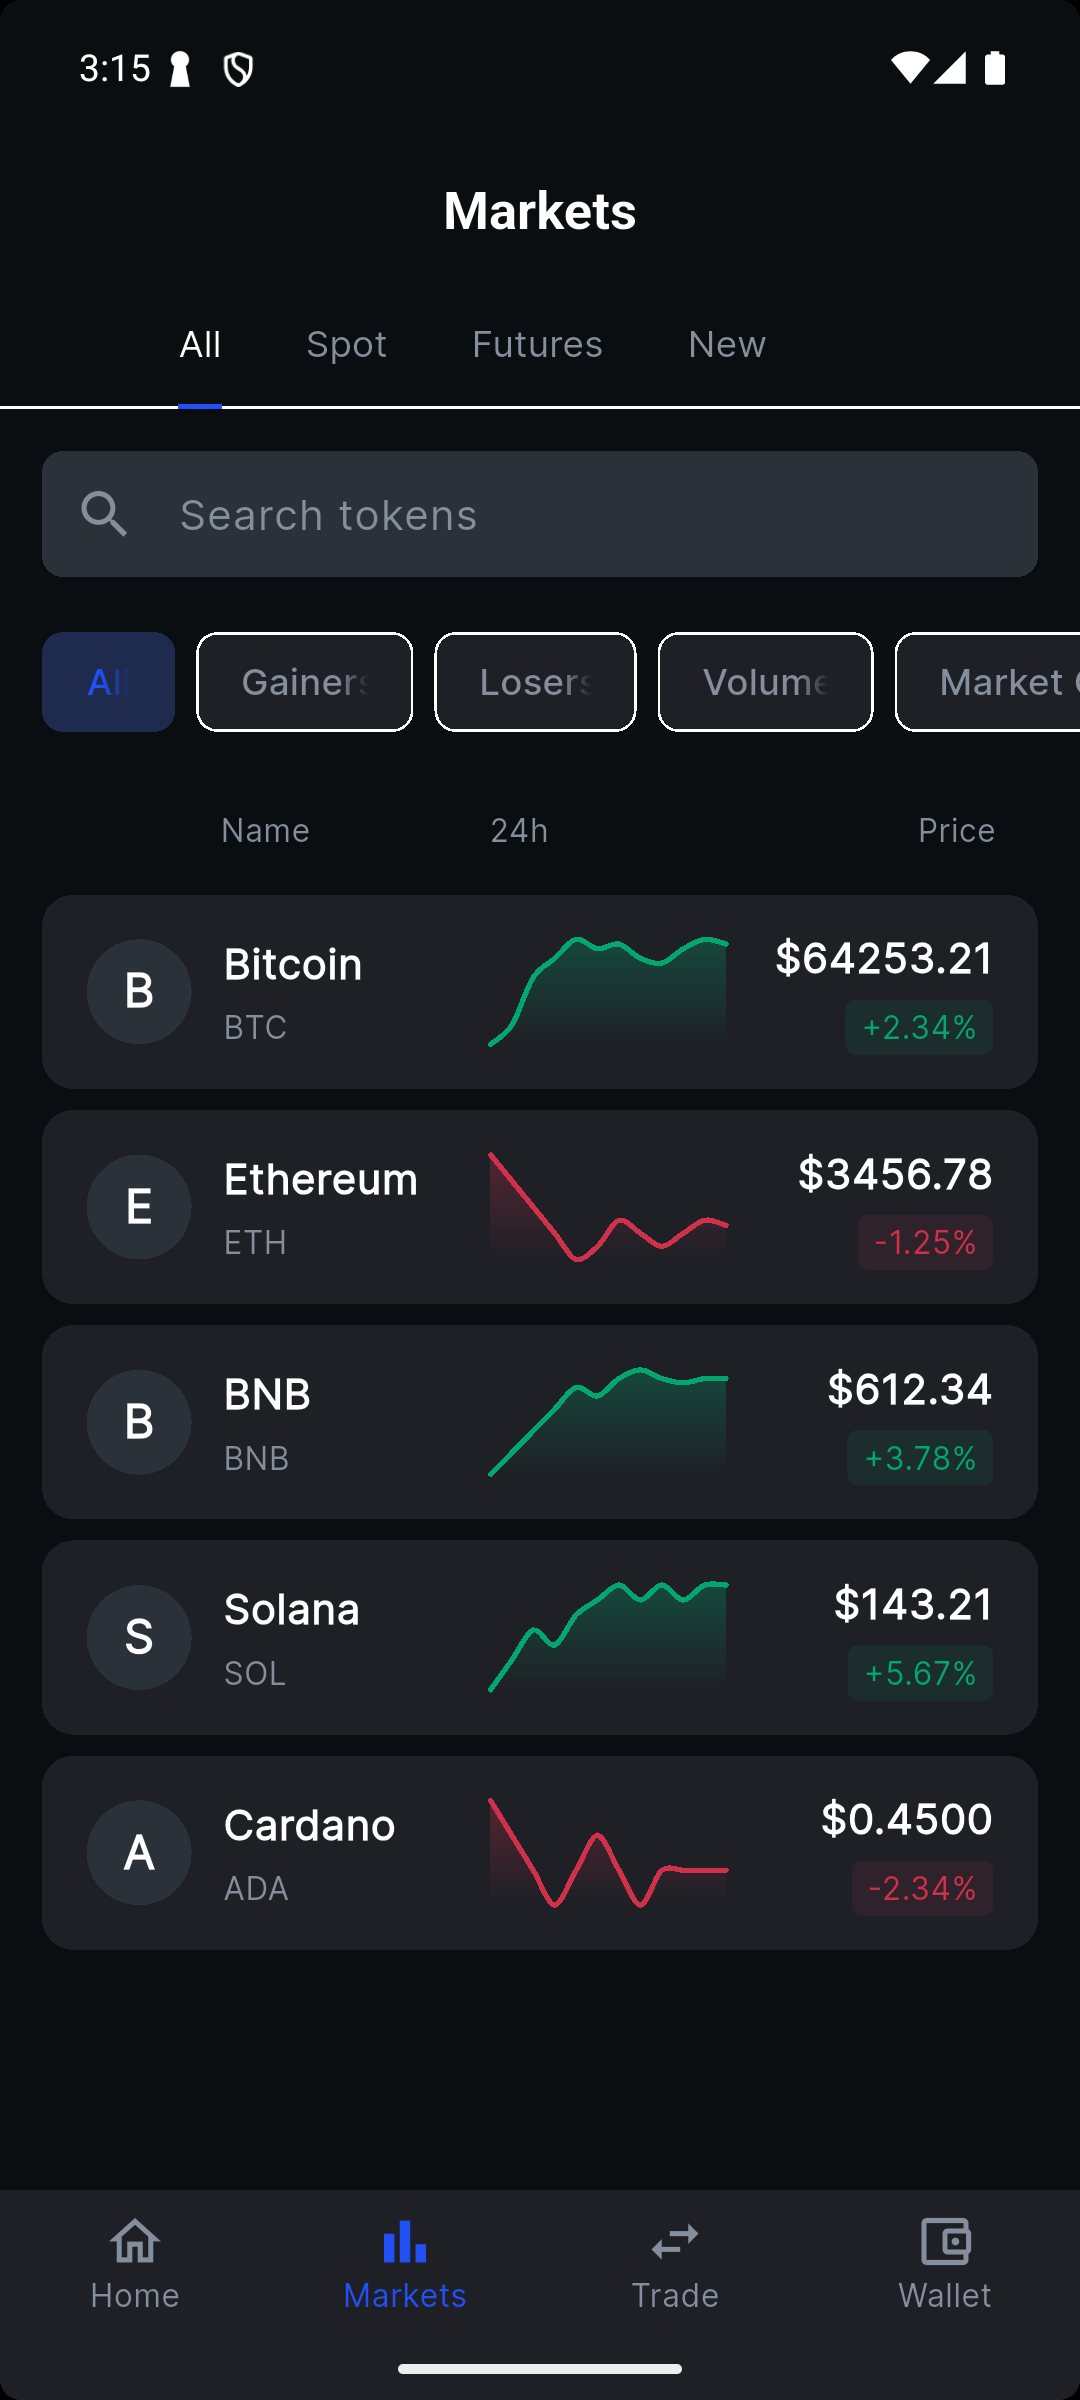 3:15
Markets
All Spot Futures New
Search tokens
All Gainers Losers Volume Market
Name 24h Price
B Bitcoin $64253.21
BTC +2.34%
E Ethereum $3456.78
ETH -1.25%
B BNB $612.34
BNB +3.78%
S Solana $143.21
SOL +5.67%
A Cardano $0.4500
ADA -2.34%
Home Markets Trade Wallet